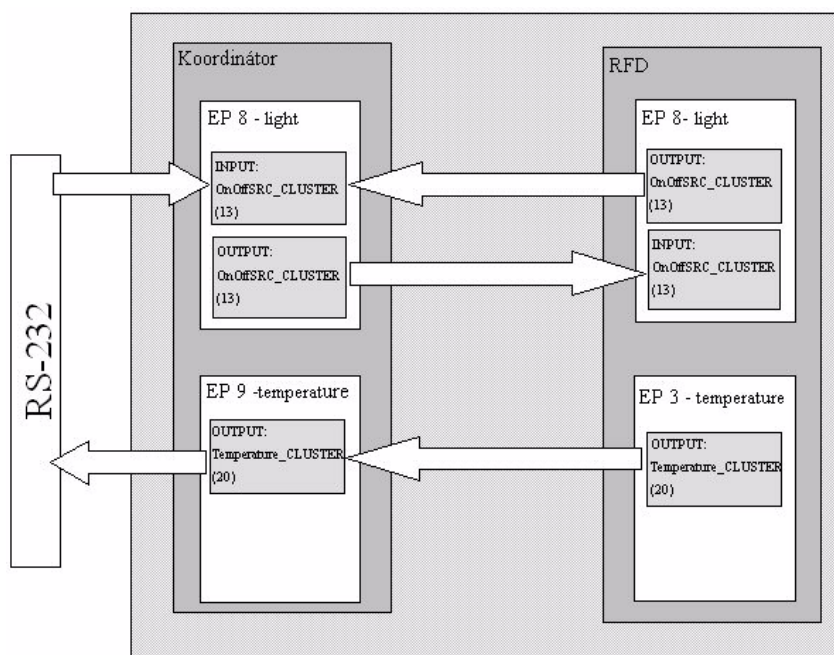 RS-232
Koordinátor
EP 8 - light
INPUT:
OnOffSRC_CLUSTER
(13)
OUTPUT:
OnOffSRC_CLUSTER
(13)
EP 9 -temperature
OUTPUT:
Temperature_CLUSTER
(20)
RFD
EP 8- light
OUTPUT:
OnOffSRC_CLUSTER
(13)
INPUT:
OnOffSRC_CLUSTER
(13)
EP 3 - temperature
OUTPUT:
Temperature_CLUSTER
(20)